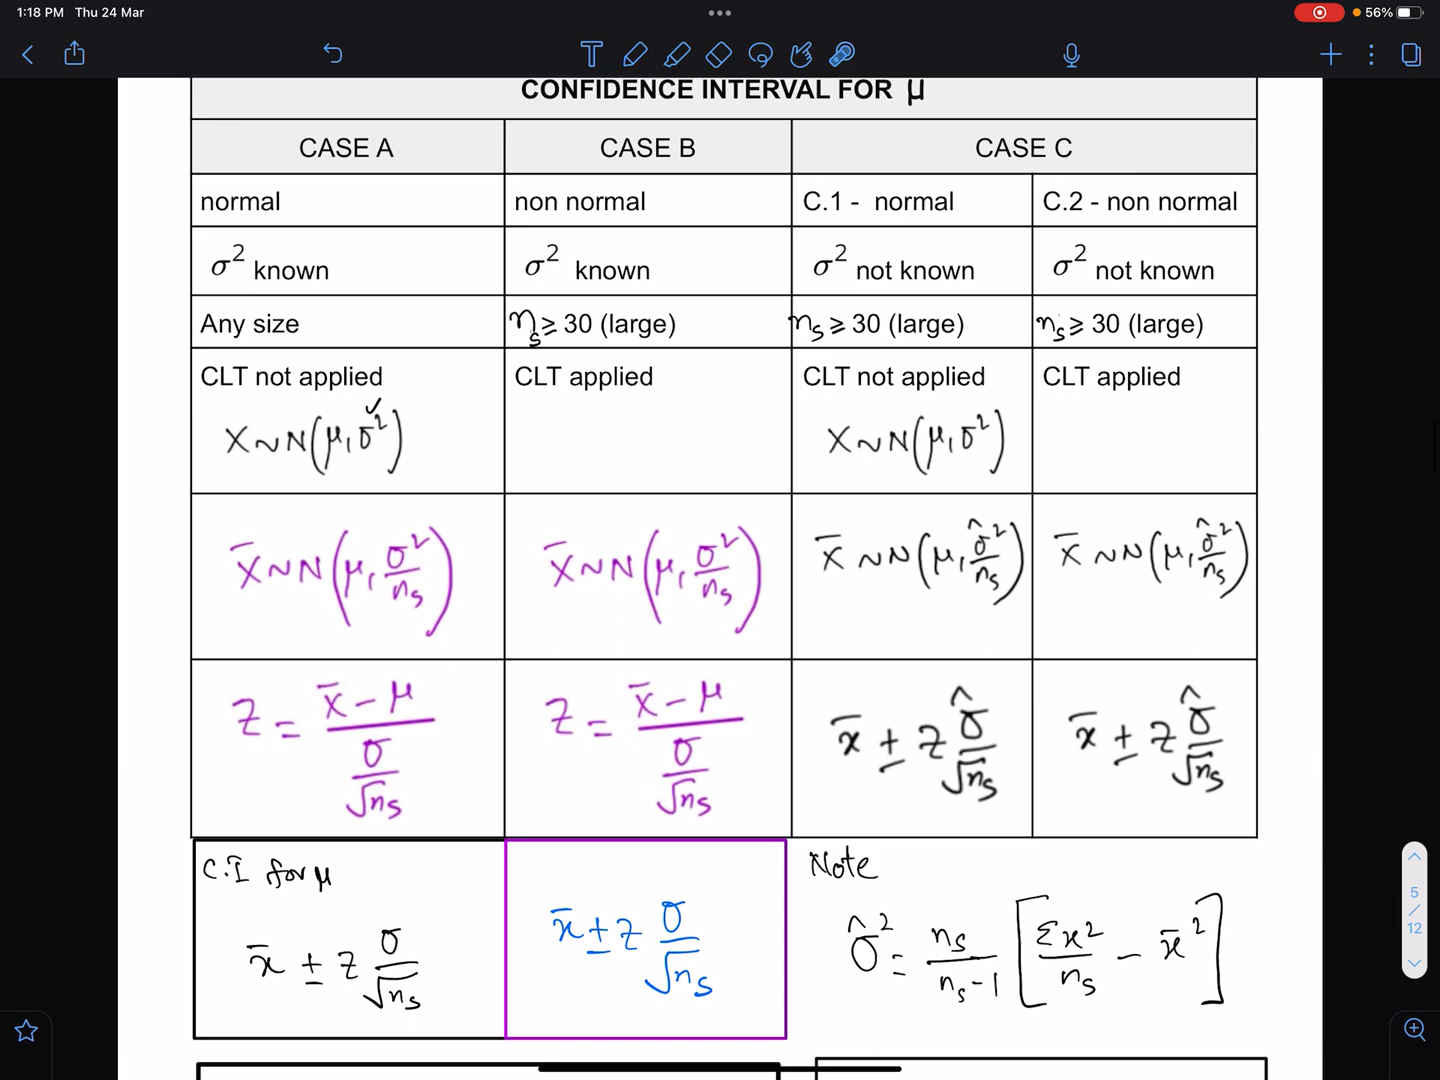 1:18 PM Thu 24 Mar
56%
CONFIDENCE INTERVAL FOR μ
CASE A CASE B CASE C
normal non normal C.1 - normal C.2 - non normal
σ² known σ² known σ² not known σ² not known
Any size nₛ ≥ 30 (large) nₛ ≥ 30 (large) nₛ ≥ 30 (large)
CLT not applied CLT applied CLT not applied CLT applied
X ~ N(μ, σ²) X ~ N(μ, σ²)
X̄ ~ N(μ, σ²/nₛ) X̄ ~ N(μ, σ²/nₛ) X̄ ~ N(μ, σ̂²/nₛ) X̄ ~ N(μ, σ̂²/nₛ)
Z = (x̄ - μ)/(σ/√nₛ) Z = (x̄ - μ)/(σ/√nₛ) x̄ ± z σ̂/√nₛ x̄ ± z σ̂/√nₛ
C.I for μ
x̄ ± z σ/√nₛ
x̄ ± z σ/√nₛ
Note
σ̂² = nₛ/(nₛ-1) [Σx²/nₛ - x̄²]
5
/
12